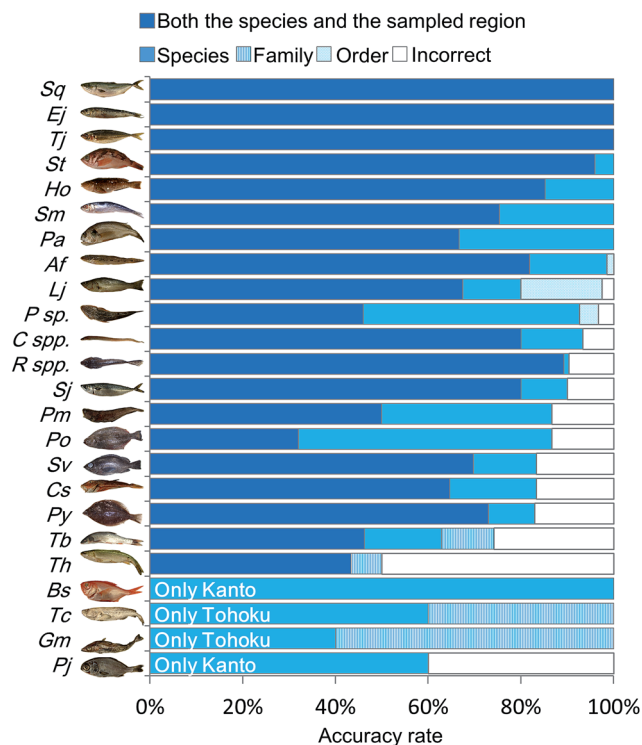 Both the species and the sampled region
Species Family Order Incorrect
Sq
Ej
Tj
St
Ho
Sm
Pa
Af
Lj
P sp.
C spp.
R spp.
Sj
Pm
Po
Sv
Cs
Py
Tb
Th
Bs Only Kanto
Tc Only Tohoku
Gm Only Tohoku
Pj Only Kanto
0% 20% 40% 60% 80% 100%
Accuracy rate